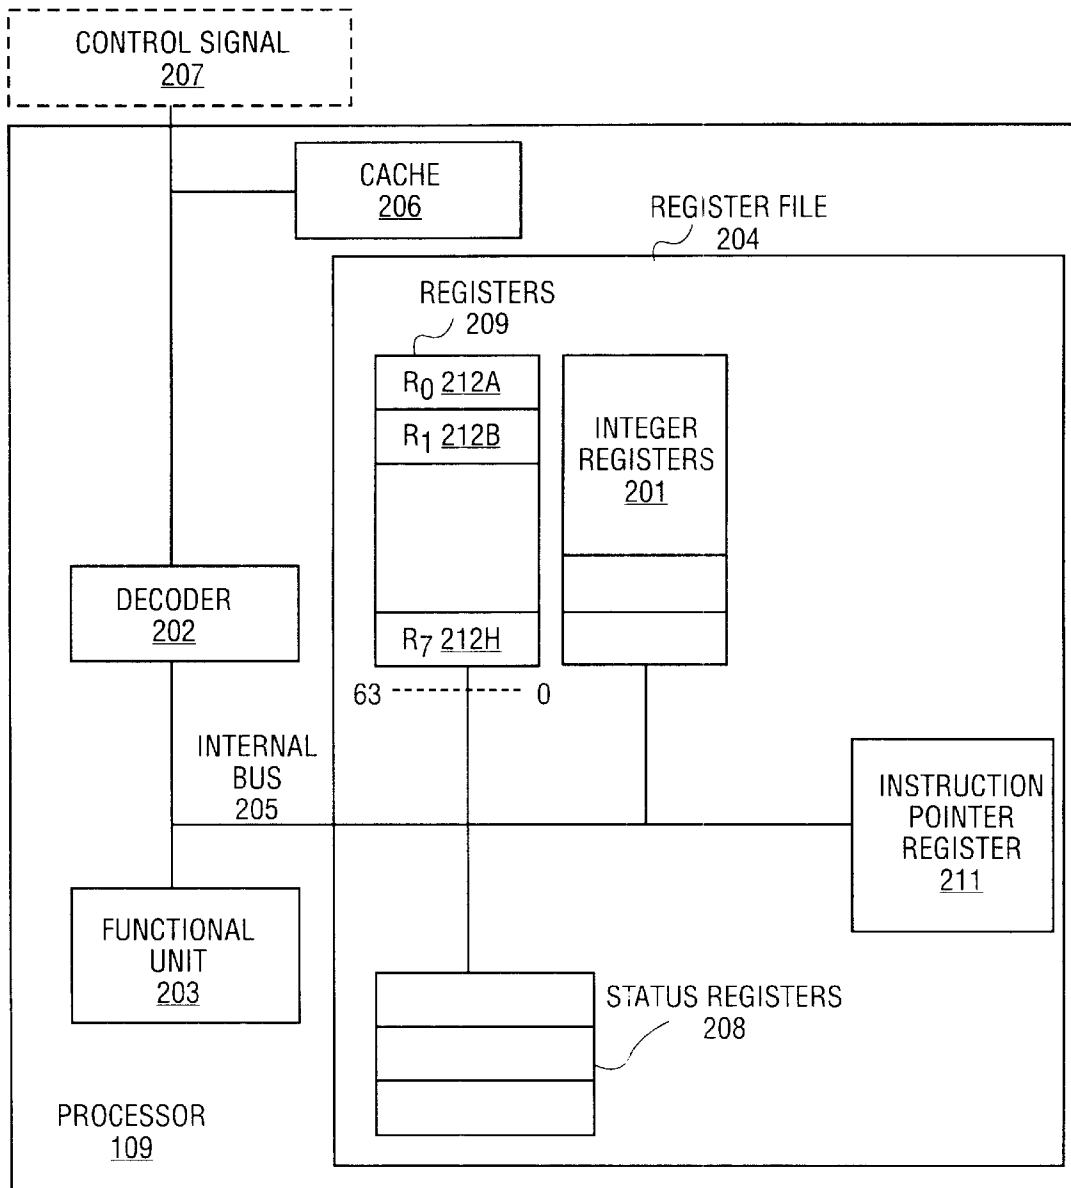 CONTROL SIGNAL
207
CACHE
206
REGISTER FILE
204
REGISTERS
209
R0 212A
R1 212B
R7 212H
63 0
INTEGER
REGISTERS
201
DECODER
202
INTERNAL
BUS
205
INSTRUCTION
POINTER
REGISTER
211
FUNCTIONAL
UNIT
203
STATUS REGISTERS
208
PROCESSOR
109